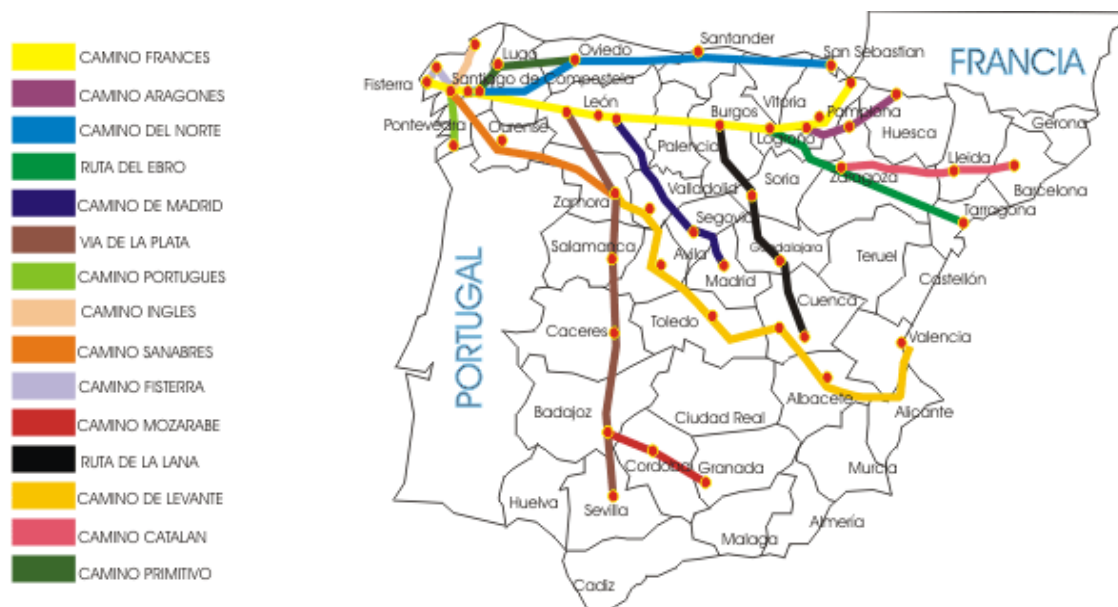 CAMINO FRANCES
CAMINO ARAGONES
CAMINO DEL NORTE
RUTA DEL EBRO
CAMINO DE MADRID
VIA DE LA PLATA
CAMINO PORTUGUES
CAMINO INGLES
CAMINO SANABRES
CAMINO FISTERRA
CAMINO MOZARABE
RUTA DE LA LANA
CAMINO DE LEVANTE
CAMINO CATALAN
CAMINO PRIMITIVO
Santander
Lugo
Oviedo
San Sebastian
FRANCIA
Fisterra
Santiago de Compostela
León
Burgos
Vitoria
Pamplona
Huesca
Gerona
Pontevedra
Ourense
Palencia
Logroño
Lleida
Zaragoza
Barcelona
Soria
Valladolid
Zamora
Segovia
Tarragona
Salamanca
Avila
Guadalajara
Teruel
Madrid
Castellón
Cuenca
PORTUGAL
Caceres
Toledo
Valencia
Badajoz
Ciudad Real
Albacete
Alicante
Cordoba
Granada
Murcia
Huelva
Sevilla
Almería
Malaga
Cadiz